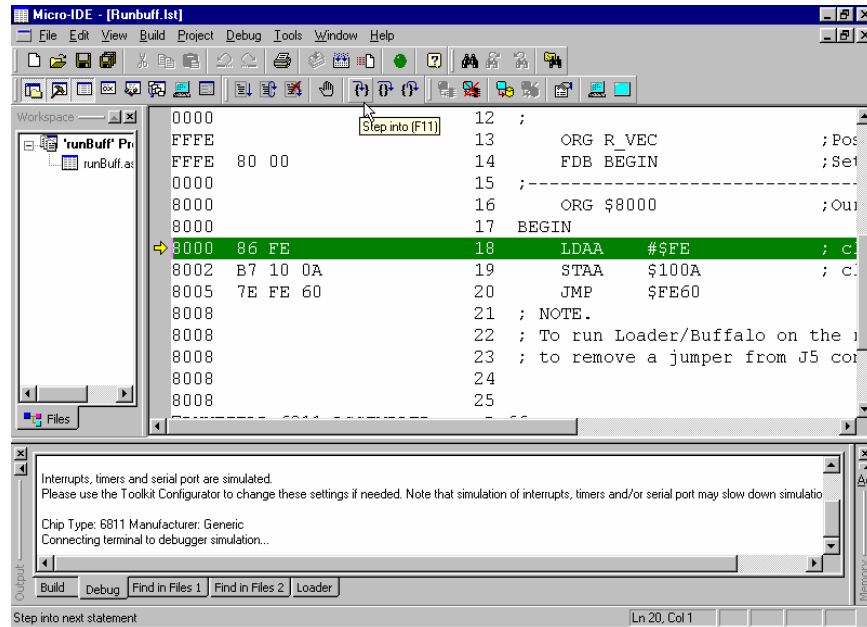 Micro-IDE - [Runbuff.lst]
File Edit View Build Project Debug Tools Window Help
Workspace
'runBuff' Pr
runBuff.as
Files
Step into (F11)
0000 12 ;
FFFE 13 ORG R_VEC ;Pos
FFFE 80 00 14 FDB BEGIN ;Set
0000 15 ;------------------------------
8000 16 ORG $8000 ;Our
8000 17 BEGIN
8000 86 FE 18 LDAA #$FE ; c
8002 B7 10 0A 19 STAA $100A ; c
8005 7E FE 60 20 JMP $FE60
8008 21 ; NOTE.
8008 22 ; To run Loader/Buffalo on the
8008 23 ; to remove a jumper from J5 co
8008 24
8008 25
Interrupts, timers and serial port are simulated.
Please use the Toolkit Configurator to change these settings if needed. Note that simulation of interrupts, timers and/or serial port may slow down simulatio
Chip Type: 6811 Manufacturer: Generic
Connecting terminal to debugger simulation...
Output
Build Debug Find in Files 1 Find in Files 2 Loader
Memory
Step into next statement Ln 20, Col 1